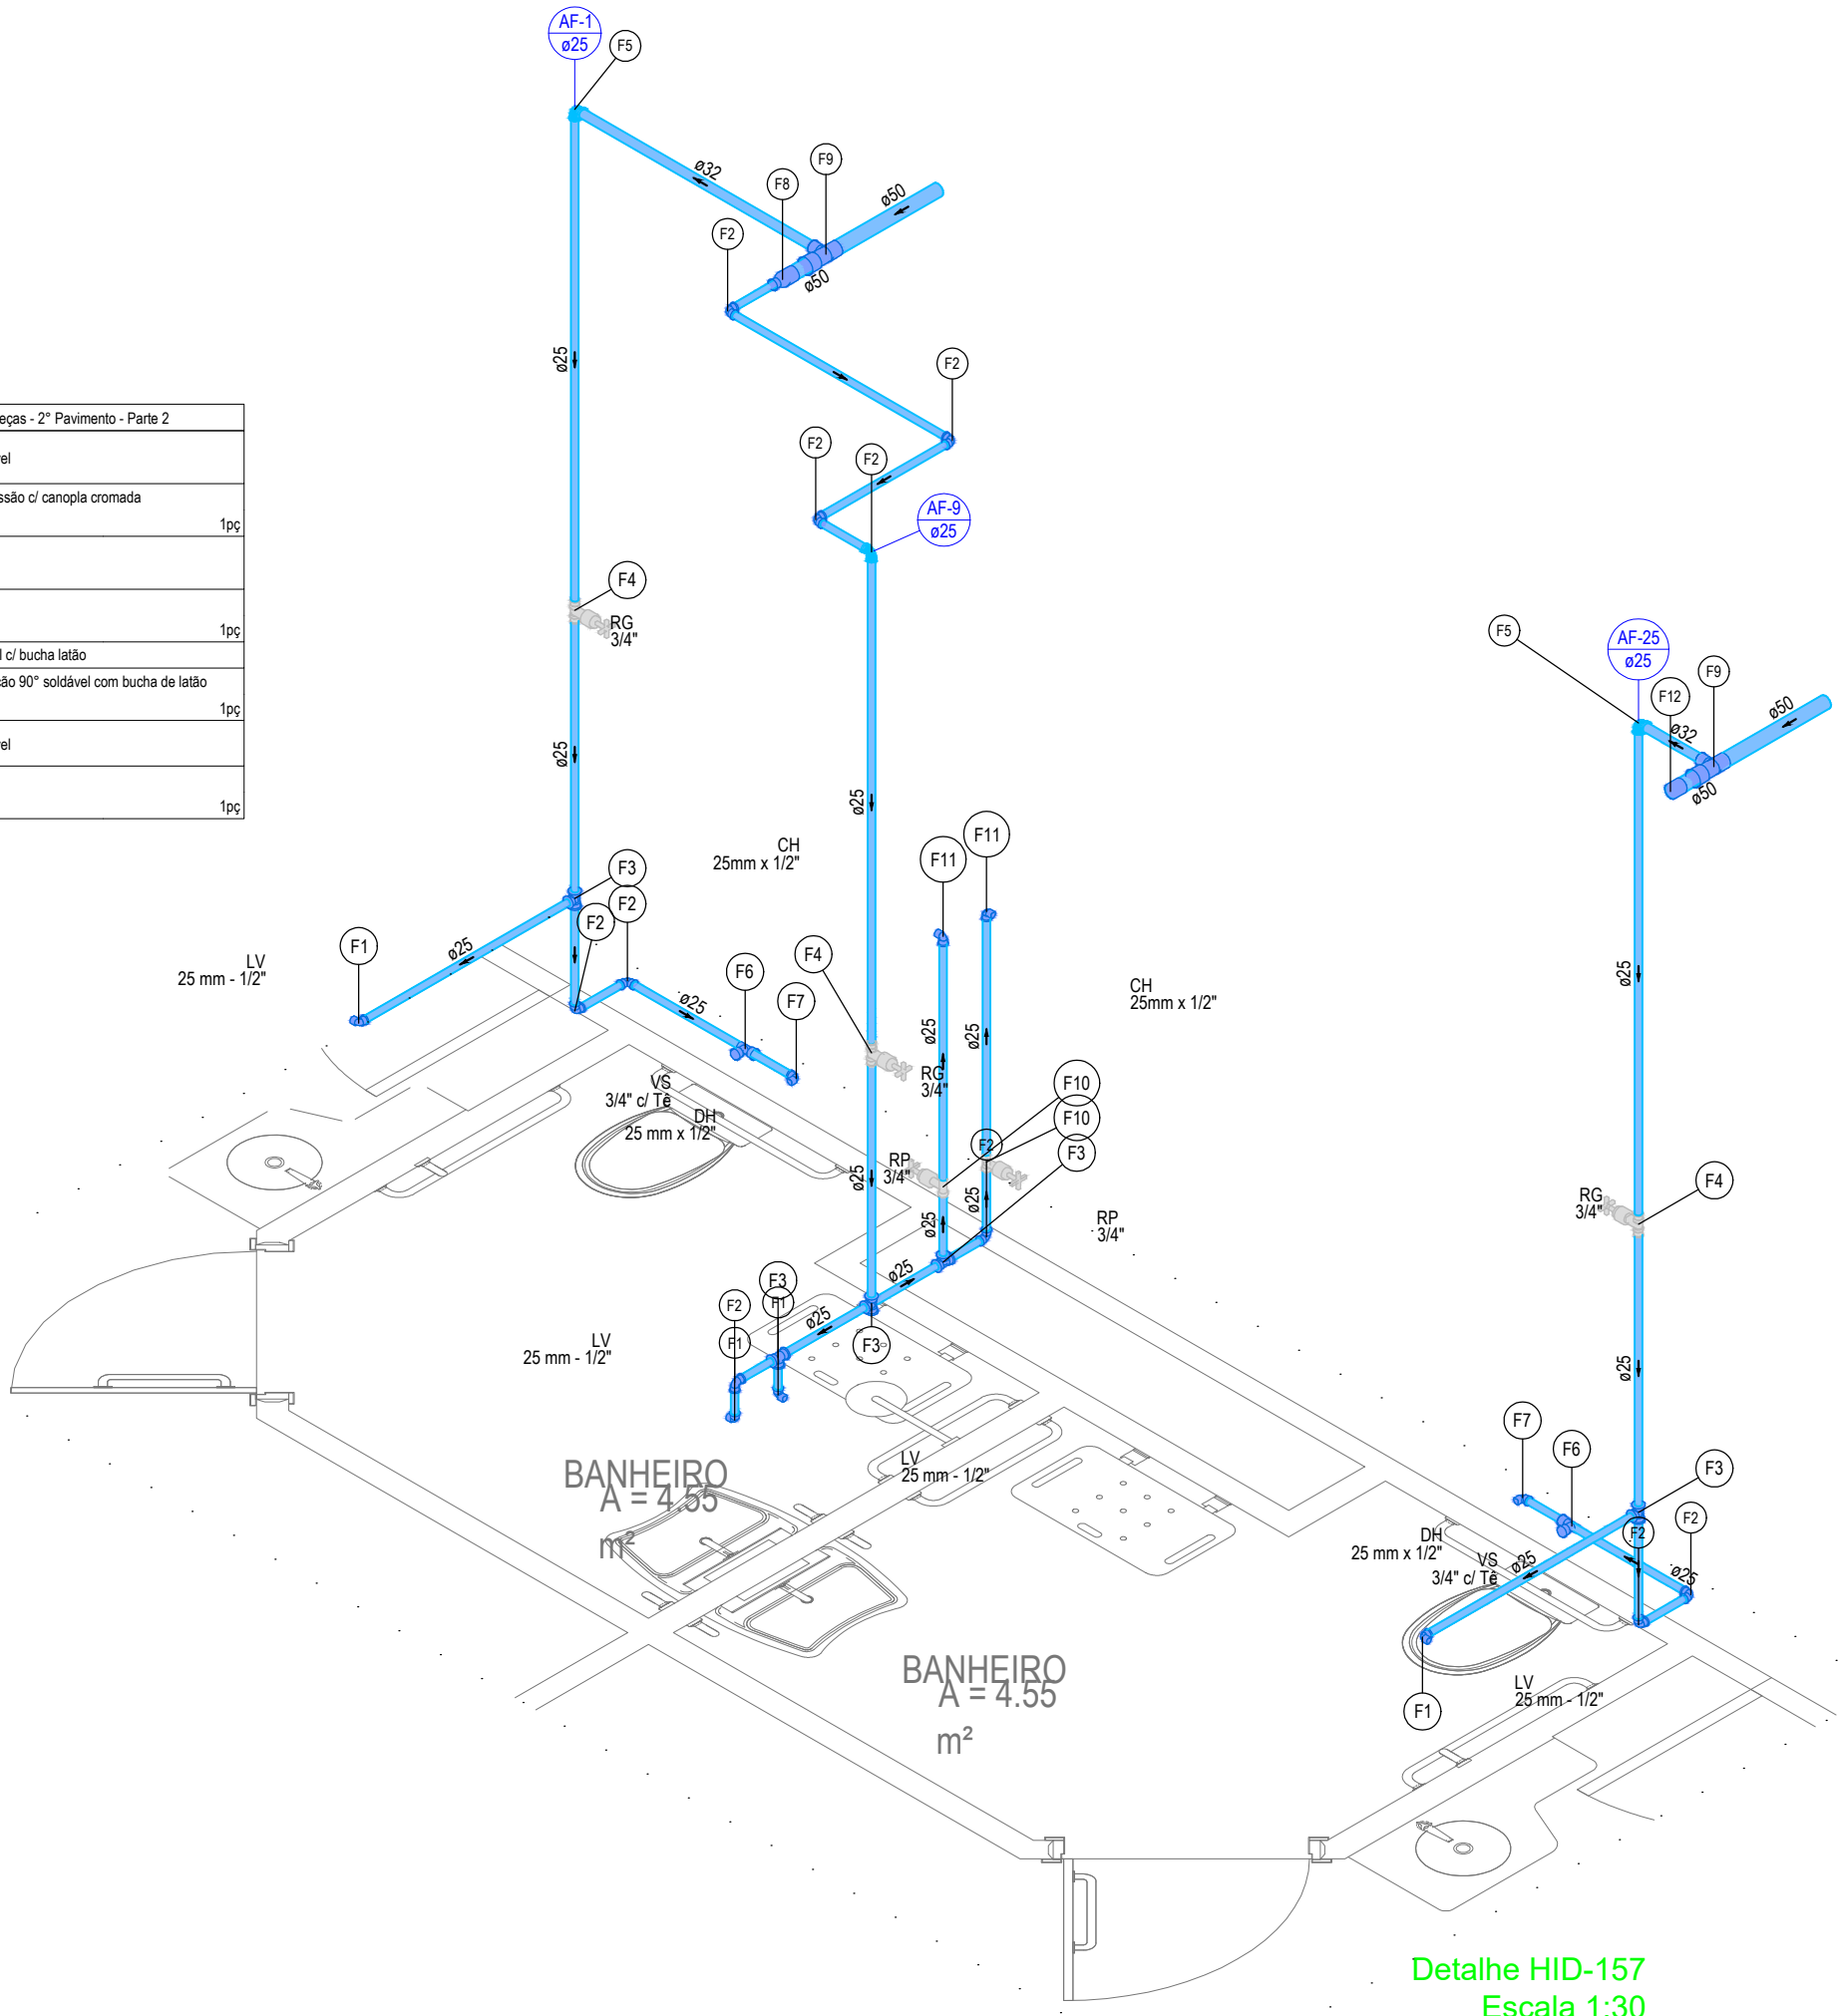 AF-1
ø25
F5
ø32
F8
F9
ø50
F2
ø50
ø25
F2
F2
F2
AF-9
ø25
eças - 2° Pavimento - Parte 2
el
ssão c/ canopla cromada
1pç
1pç
l c/ bucha latão
ção 90° soldável com bucha de latão
1pç
el
1pç
F4
RG
3/4"
F5
AF-25
ø25
F12
F9
ø32
ø50
ø50
ø25
ø25
CH
25mm x 1/2"
F11
F11
F3
F2
F2
F1
ø25
LV
25 mm - 1/2"
F4
F6
F7
ø25
CH
25mm x 1/2"
ø25
ø25
ø25
RG
3/4"
F10
F10
F2
F3
VS
3/4" c/ Tê
DH
25 mm x 1/2"
RP
3/4"
ø25
ø25
ø25
RP
3/4"
RG
3/4"
F4
ø25
ø25
F3
F1
F2
F1
F3
LV
25 mm - 1/2"
ø25
BANHEIRO
A = 4.55
m²
LV
25 mm - 1/2"
F7
F6
F3
F2
F2
DH
25 mm x 1/2"
VS
3/4" c/ Tê
ø25
ø25
BANHEIRO
A = 4.55
m²
F1
LV
25 mm - 1/2"
Detalhe HID-157
Escala 1:30